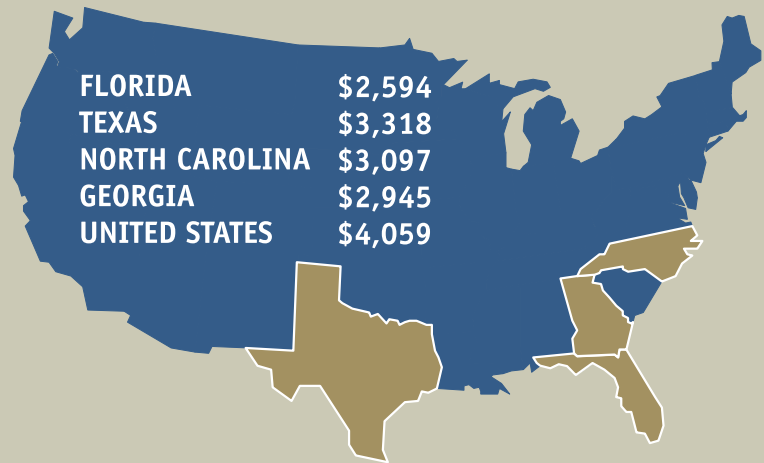 FLORIDA $2,594
TEXAS $3,318
NORTH CAROLINA $3,097
GEORGIA $2,945
UNITED STATES $4,059